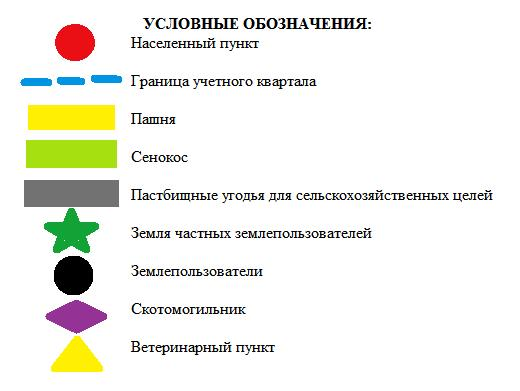 УСЛОВНЫЕ ОБОЗНАЧЕНИЯ:
Населенный пункт
Граница учетного квартала
Пашня
Сенокос
Пастбищные угодья для сельскохозяйственных целей
Земля частных землепользователей
Землепользователи
Скотомогильник
Ветеринарный пункт